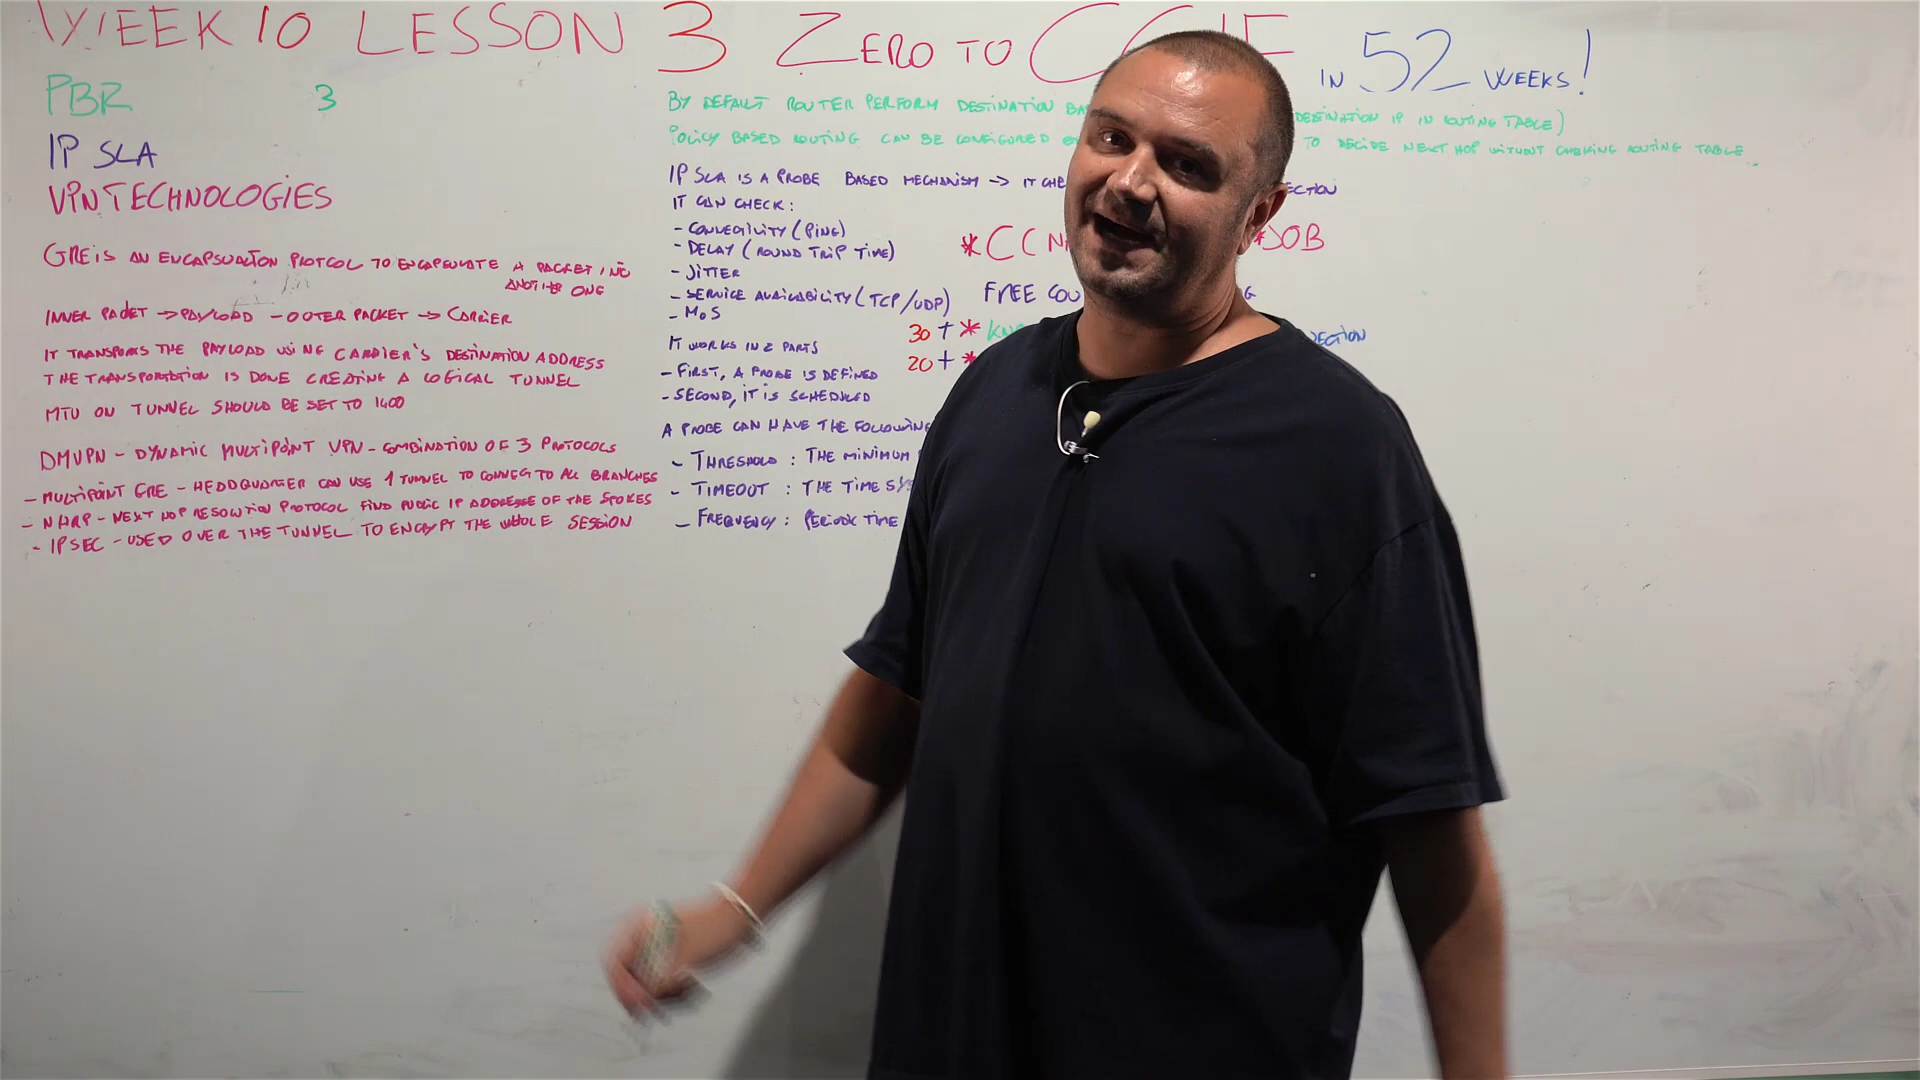 WEEK 10 LESSON 3 ZERO TO CCIE IN 52 WEEKS!
PBR 3
IP SLA
VPN TECHNOLOGIES
GRE IS AN ENCAPSULATION PROTCOL TO ENCAPSULATE A PACKET INTO
ANOTHER ONE
INNER PACKET -> PAYLOAD - OUTER PACKET -> CARRIER
IT TRANSPORTS THE PAYLOAD USING CARRIER'S DESTINATION ADDRESS
THE TRANSPORTATION IS DONE CREATING A LOGICAL TUNNEL
MTU ON TUNNEL SHOULD BE SET TO 1400
DMVPN - DYNAMIC MULTIPOINT VPN - COMBINATION OF 3 PROTOCOLS
- MULTIPOINT GRE - HEADQUARTER CAN USE 1 TUNNEL TO CONNECT TO ALL BRANCHES
- NHRP - NEXT HOP RESOLUTION PROTOCOL FIND PUBLIC IP ADDRESSE OF THE SPOKES
- IPSEC - USED OVER THE TUNNEL TO ENCRYPT THE WHOLE SESSION
BY DEFAULT ROUTER PERFORM DESTINATION BA DESTINATION IP IN ROUTING TABLE)
POLICY BASED ROUTING CAN BE CONFIGURED TO DECIDE NEXT HOP WITHOUT CHECKING ROUTING TABLE
IP SLA IS A PROBE BASED MECHANISM -> IT CHE ECTION
IT CAN CHECK:
- CONNECTIVITY (PING)
- DELAY (ROUND TRIP TIME)
- JITTER
- SERVICE AVAILABILITY (TCP/UDP)
- MOS
IT WORKS IN 2 PARTS
- FIRST, A PROBE IS DEFINED
- SECOND, IT IS SCHEDULED
A PROBE CAN HAVE THE FOLLOWING
- THRESHOLD : THE MINIMUM
- TIMEOUT : THE TIME
- FREQUENCY : PERIODIC TIME
*CCN *JOB
FREE COU G
30 + * KN ECTION
20 + *